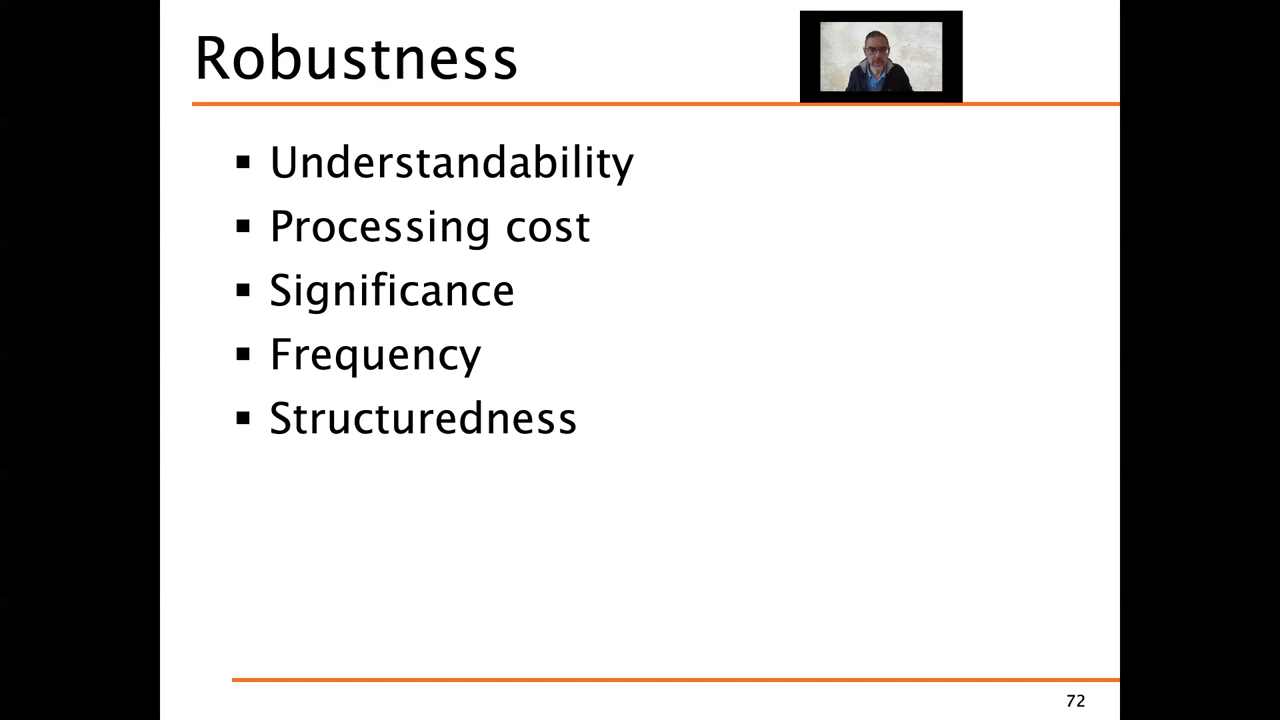 Robustness
▪ Understandability
▪ Processing cost
▪ Significance
▪ Frequency
▪ Structuredness
72